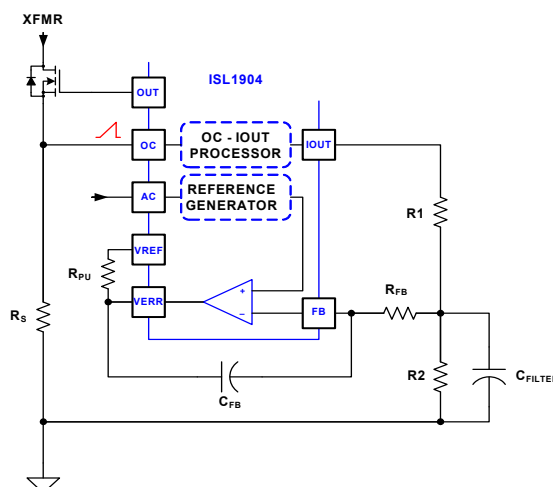 XFMR
ISL1904
OUT
OC
OC - IOUT
PROCESSOR
IOUT
AC
REFERENCE
GENERATOR
R1
VREF
RPU
VERR
+
−
FB
RFB
RS
R2
CFILTER
CFB